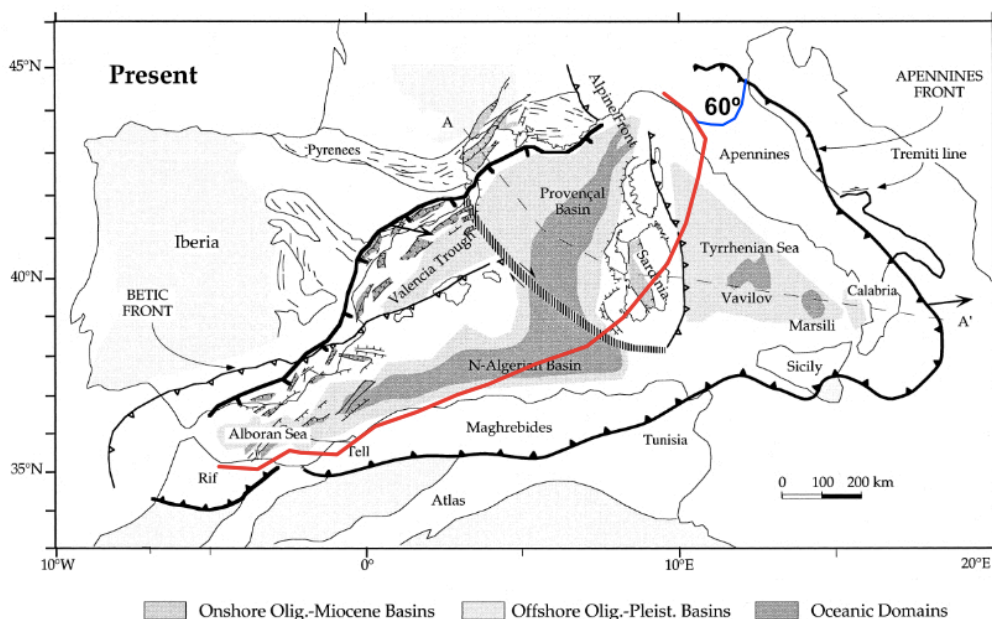 45°N
Present
Alpine Front
60º
APENNINES
FRONT
A
Pyrenees
Apennines
Tremiti line
Provençal
Basin
Iberia
Valencia Trough
Sardinia
Tyrrhenian Sea
40°N
BETIC
FRONT
Vavilov
Calabria
Marsili
A'
N-Algerian Basin
Sicily
Alboran Sea
Maghrebides
Tunisia
Tell
35°N
Rif
Atlas
0 100 200 km
10°W
0°
10°E
20°E
Onshore Olig.-Miocene Basins
Offshore Olig.-Pleist. Basins
Oceanic Domains